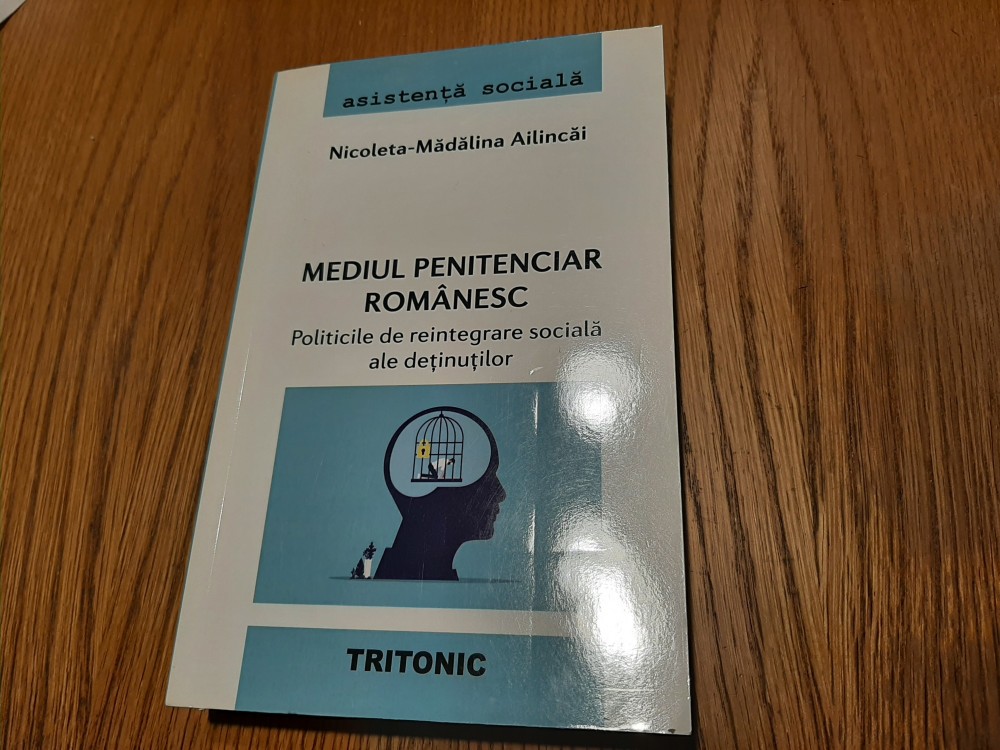 asistență socială
Nicoleta-Mădălina Ailincăi
MEDIUL PENITENCIAR
ROMÂNESC
Politicile de reintegrare socială
ale deținuților
TRITONIC